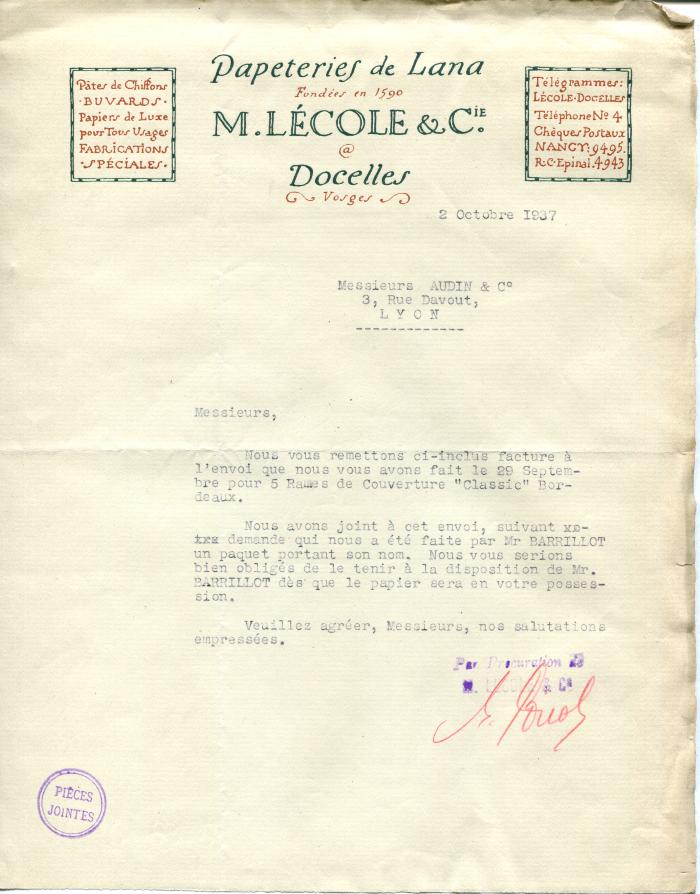 Pâtes de Chiffons
·BUVARDS·
Papiers de Luxe
pour Tous Usages
FABRICATIONS
·SPÉCIALES·
Papeteries de Lana
Fondées en 1590
M. LÉCOLE & Cie.
@
Docelles
Vosges
Télégrammes:
LÉCOLE·DOCELLES
Téléphone No 4
Chèques Postaux
NANCY:9495.
R.C. Epinal.4943
2 Octobre 1937
Messieurs AUDIN & C°
3, Rue Davout,
L Y O N
-------------
Messieurs,
Nous vous remettons ci-inclus facture à
l'envoi que nous vous avons fait le 29 Septem-
bre pour 5 Rames de Couverture "Classic" Bor-
deaux.
Nous avons joint à cet envoi, suivant
demande qui nous a été faite par Mr BARRILLOT
un paquet portant son nom. Nous vous serions
bien obligés de le tenir à la disposition de Mr.
BARRILLOT dès que le papier sera en votre posses-
sion.
Veuillez agréer, Messieurs, nos salutations
empressées.
Par Procuration de
M. LÉCOLE & Cie
PIÈCES
JOINTES